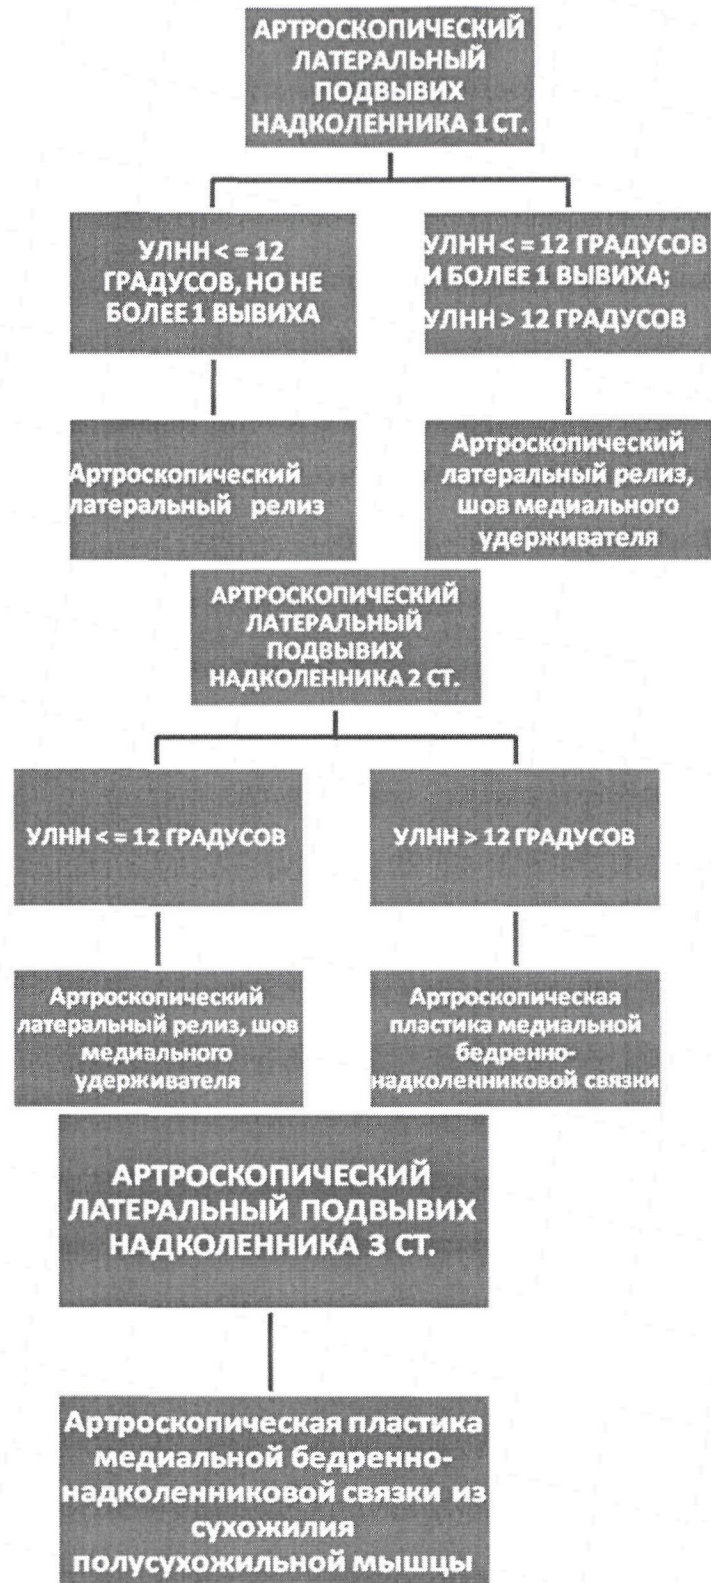 АРТРОСКОПИЧЕСКИЙ
ЛАТЕРАЛЬНЫЙ
ПОДВЫВИХ
НАДКОЛЕННИКА 1 СТ.
УЛНН < = 12
ГРАДУСОВ, НО НЕ
БОЛЕЕ 1 ВЫВИХА
УЛНН < = 12 ГРАДУСОВ
И БОЛЕЕ 1 ВЫВИХА;
УЛНН > 12 ГРАДУСОВ
Артроскопический
латеральный релиз
Артроскопический
латеральный релиз,
шов медиального
удерживателя
АРТРОСКОПИЧЕСКИЙ
ЛАТЕРАЛЬНЫЙ
ПОДВЫВИХ
НАДКОЛЕННИКА 2 СТ.
УЛНН < = 12 ГРАДУСОВ
УЛНН > 12 ГРАДУСОВ
Артроскопический
латеральный релиз, шов
медиального
удерживателя
Артроскопическая
пластика медиальной
бедренно-
надколенниковой связки
АРТРОСКОПИЧЕСКИЙ
ЛАТЕРАЛЬНЫЙ ПОДВЫВИХ
НАДКОЛЕННИКА 3 СТ.
Артроскопическая пластика
медиальной бедренно-
надколенниковой связки из
сухожилия
полусухожильной мышцы